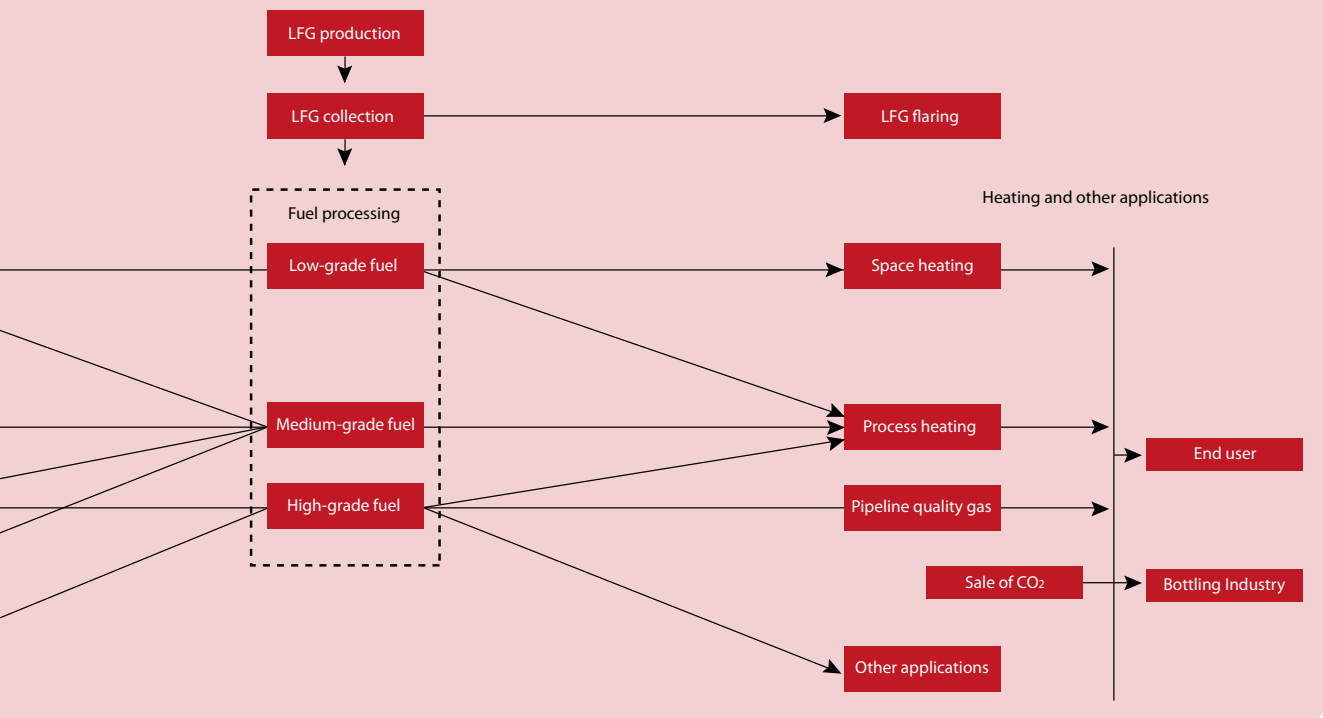 LFG production
LFG collection
LFG flaring
Heating and other applications
Fuel processing
Low-grade fuel
Space heating
Medium-grade fuel
Process heating
End user
High-grade fuel
Pipeline quality gas
Sale of CO2
Bottling Industry
Other applications